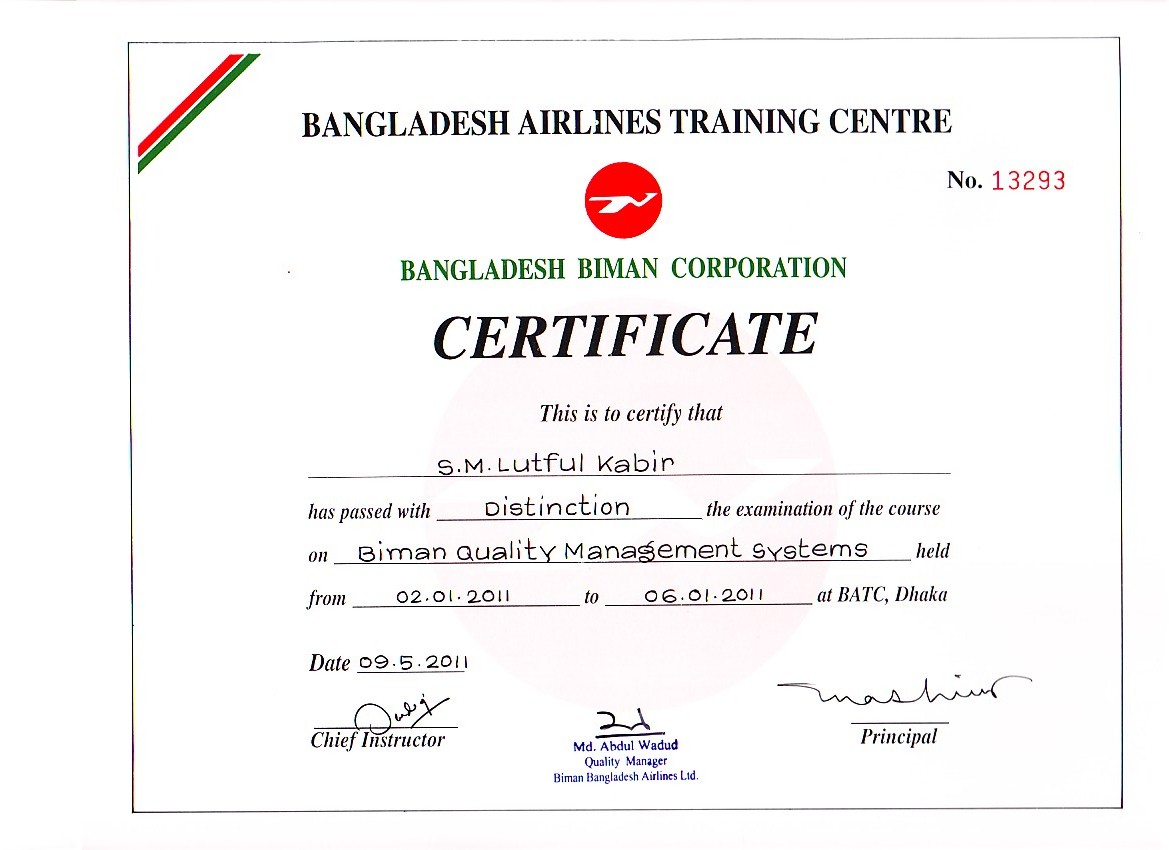 BANGLADESH AIRLINES TRAINING CENTRE
No. 13293
BANGLADESH BIMAN CORPORATION
CERTIFICATE
This is to certify that
S.M. Lutful Kabir
has passed with Distinction the examination of the course
on Biman Quality Management Systems held
from 02.01.2011 to 06.01.2011 at BATC, Dhaka
Date 09.5.2011
Chief Instructor
Md. Abdul Wadud
Quality Manager
Biman Bangladesh Airlines Ltd.
Principal